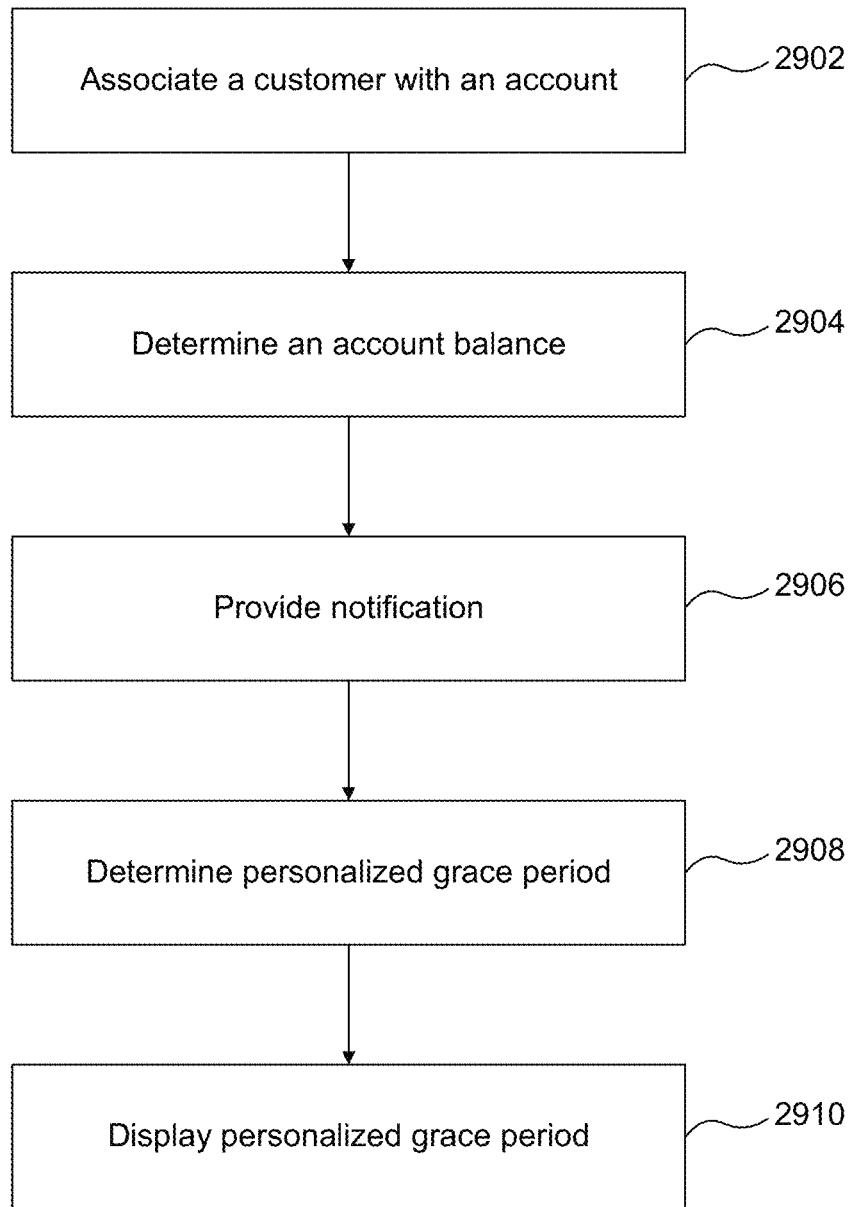 Associate a customer with an account
2902
Determine an account balance
2904
Provide notification
2906
Determine personalized grace period
2908
Display personalized grace period
2910